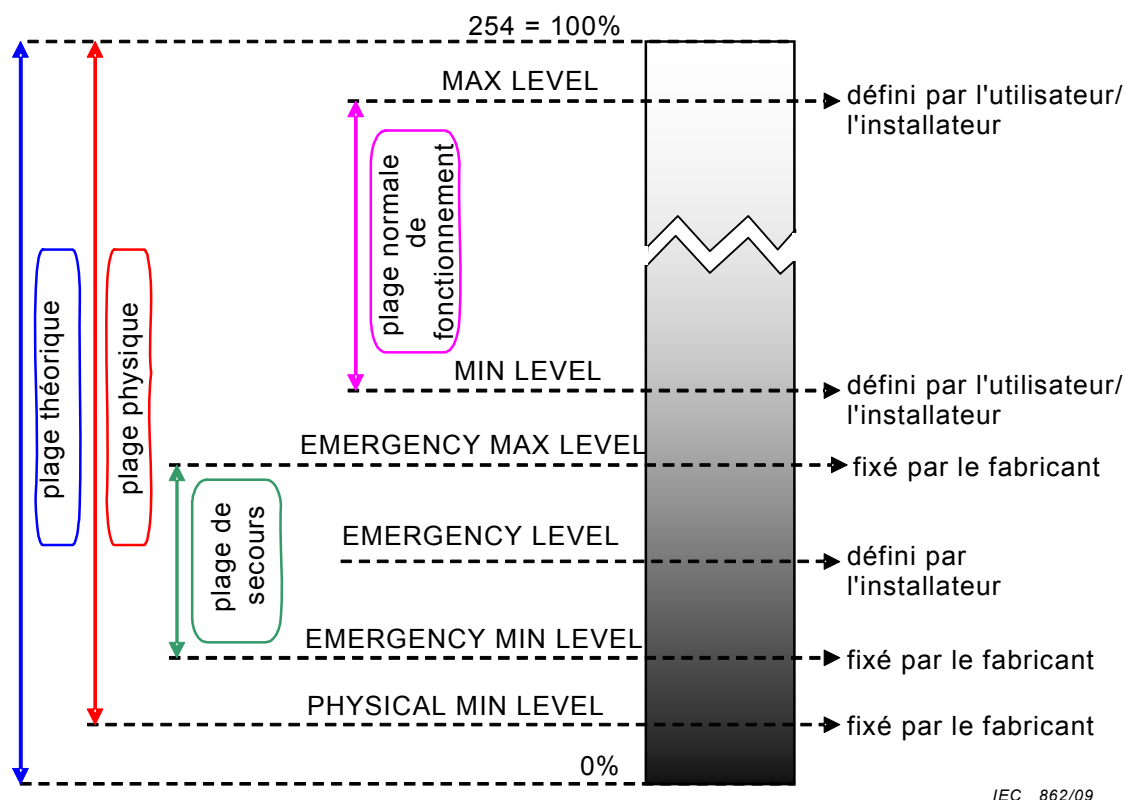 254 = 100%
MAX LEVEL
défini par l'utilisateur/
l'installateur
plage normale
de
fonctionnement
plage théorique
plage physique
MIN LEVEL
défini par l'utilisateur/
l'installateur
EMERGENCY MAX LEVEL
fixé par le fabricant
plage de
secours
EMERGENCY LEVEL
défini par
l'installateur
EMERGENCY MIN LEVEL
fixé par le fabricant
PHYSICAL MIN LEVEL
fixé par le fabricant
0%
IEC 862/09